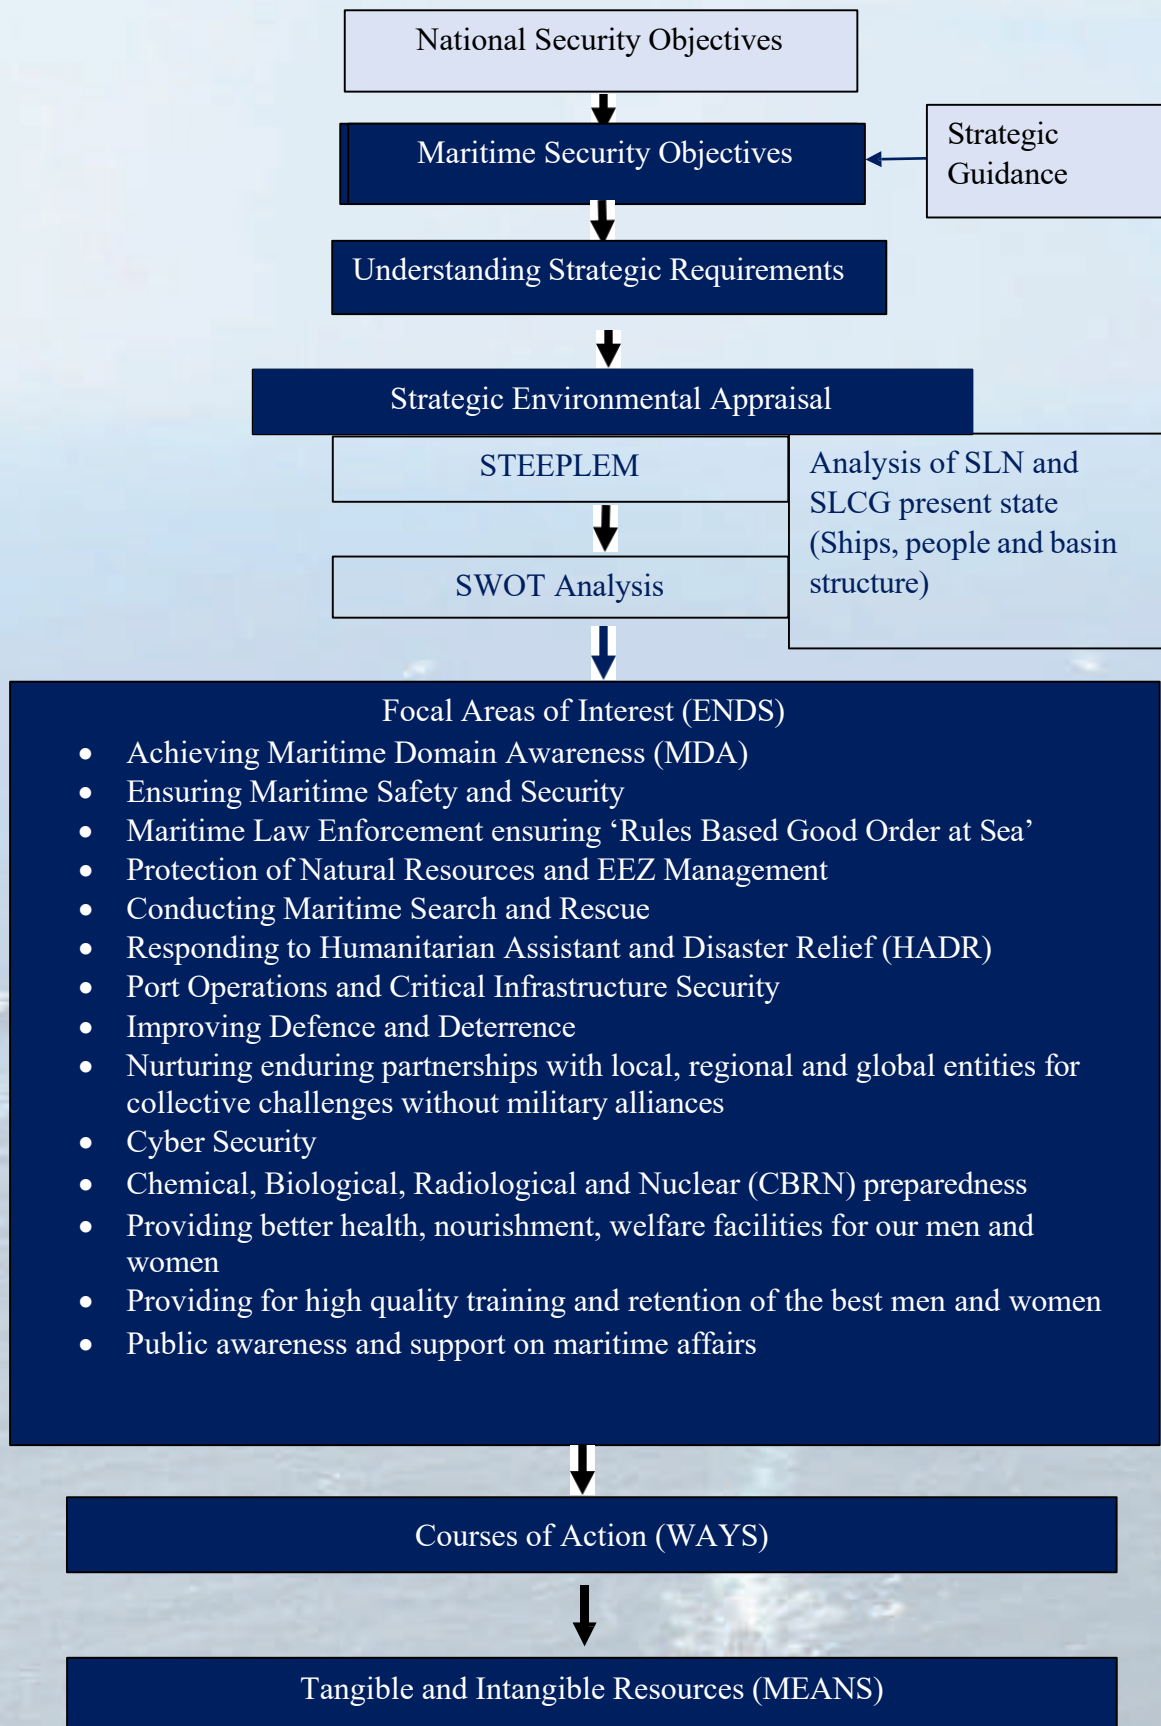 National Security Objectives
Maritime Security Objectives
Strategic
Guidance
Understanding Strategic Requirements
Strategic Environmental Appraisal
STEEPLEM
Analysis of SLN and
SLCG present state
(Ships, people and basin
structure)
SWOT Analysis
Focal Areas of Interest (ENDS)
• Achieving Maritime Domain Awareness (MDA)
• Ensuring Maritime Safety and Security
• Maritime Law Enforcement ensuring ‘Rules Based Good Order at Sea’
• Protection of Natural Resources and EEZ Management
• Conducting Maritime Search and Rescue
• Responding to Humanitarian Assistant and Disaster Relief (HADR)
• Port Operations and Critical Infrastructure Security
• Improving Defence and Deterrence
• Nurturing enduring partnerships with local, regional and global entities for
collective challenges without military alliances
• Cyber Security
• Chemical, Biological, Radiological and Nuclear (CBRN) preparedness
• Providing better health, nourishment, welfare facilities for our men and
women
• Providing for high quality training and retention of the best men and women
• Public awareness and support on maritime affairs
Courses of Action (WAYS)
Tangible and Intangible Resources (MEANS)